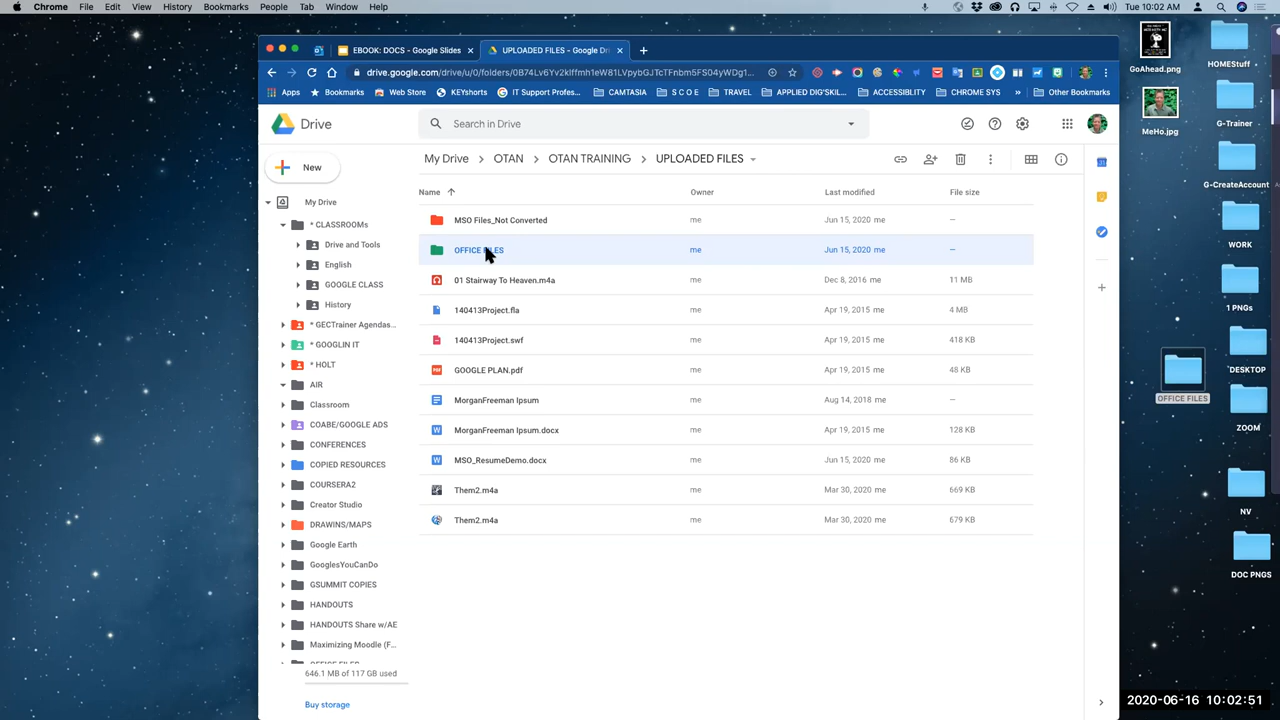 Chrome File Edit View History Bookmarks People Tab Window Help
Tue 10:02 AM
EBOOK: DOCS - Google Slides
UPLOADED FILES - Google Dri
drive.google.com/drive/u/0/folders/0B74Lv6Yv2klffmh1eW81LVpybGJTcTFnbm5FS04yWDg1...
Apps Bookmarks Web Store KEYshorts IT Support Profes... CAMTASIA S C O E TRAVEL APPLIED DIG'SKIL... ACCESSIBLITY CHROME SYS » Other Bookmarks
Drive
Search in Drive
New
My Drive > OTAN > OTAN TRAINING > UPLOADED FILES
Name Owner Last modified File size
MSO Files_Not Converted me Jun 15, 2020 me —
OFFICE FILES me Jun 15, 2020 me —
01 Stairway To Heaven.m4a me Dec 8, 2016 me 11 MB
140413Project.fla me Apr 19, 2015 me 4 MB
140413Project.swf me Apr 19, 2015 me 418 KB
GOOGLE PLAN.pdf me Apr 19, 2015 me 48 KB
MorganFreeman Ipsum me Aug 14, 2018 me —
MorganFreeman Ipsum.docx me Apr 19, 2015 me 128 KB
MSO_ResumeDemo.docx me Jun 15, 2020 me 86 KB
Them2.m4a me Mar 30, 2020 me 669 KB
Them2.m4a me Mar 30, 2020 me 679 KB
My Drive
* CLASSROOMs
Drive and Tools
English
GOOGLE CLASS
History
* GECTrainer Agendas...
* GOOGLIN IT
* HOLT
AIR
Classroom
COABE/GOOGLE ADS
CONFERENCES
COPIED RESOURCES
COURSERA2
Creator Studio
DRAWINS/MAPS
Google Earth
GooglesYouCanDo
GSUMMIT COPIES
HANDOUTS
HANDOUTS Share w/AE
Maximizing Moodle (F...
OFFICE FILES
646.1 MB of 117 GB used
Buy storage
GoAhead.png
HOMEStuff
MeHo.jpg
G-Trainer
G-CreateAccount
WORK
1 PNGs
'DESKTOP
OFFICE FILES
ZOOM
NV
DOC PNGS
2020-06-16 10:02:51